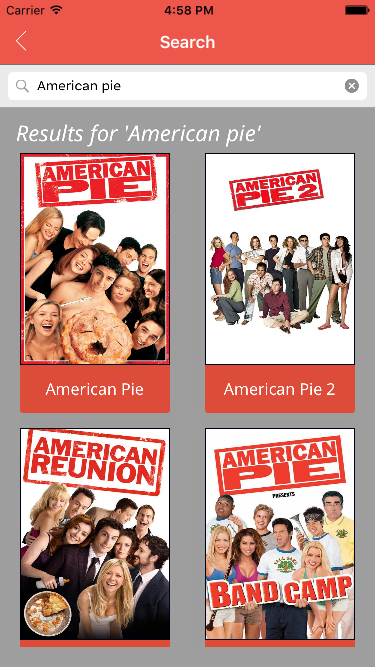 Carrier 4:58 PM
Search
American pie
Results for 'American pie'
AMERICAN
PIE
AMERICAN
PIE 2
American Pie
American Pie 2
AMERICAN
REUNION
AMERICAN
PIE
PRESENTS
BAND CAMP